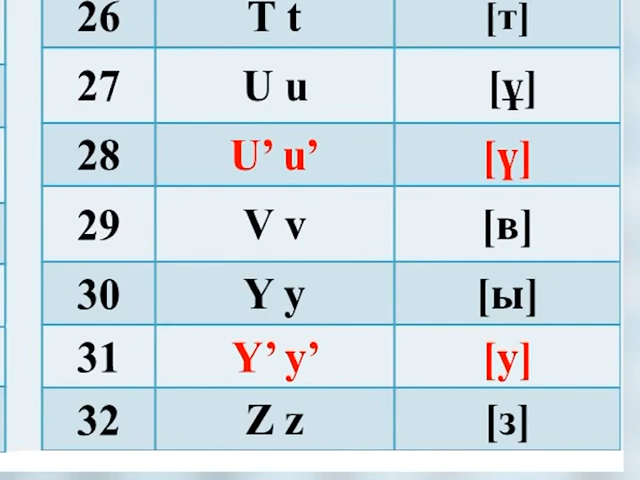 26 T t [т]
27 U u [ұ]
28 U’ u’ [ү]
29 V v [в]
30 Y y [ы]
31 Y’ y’ [у]
32 Z z [з]